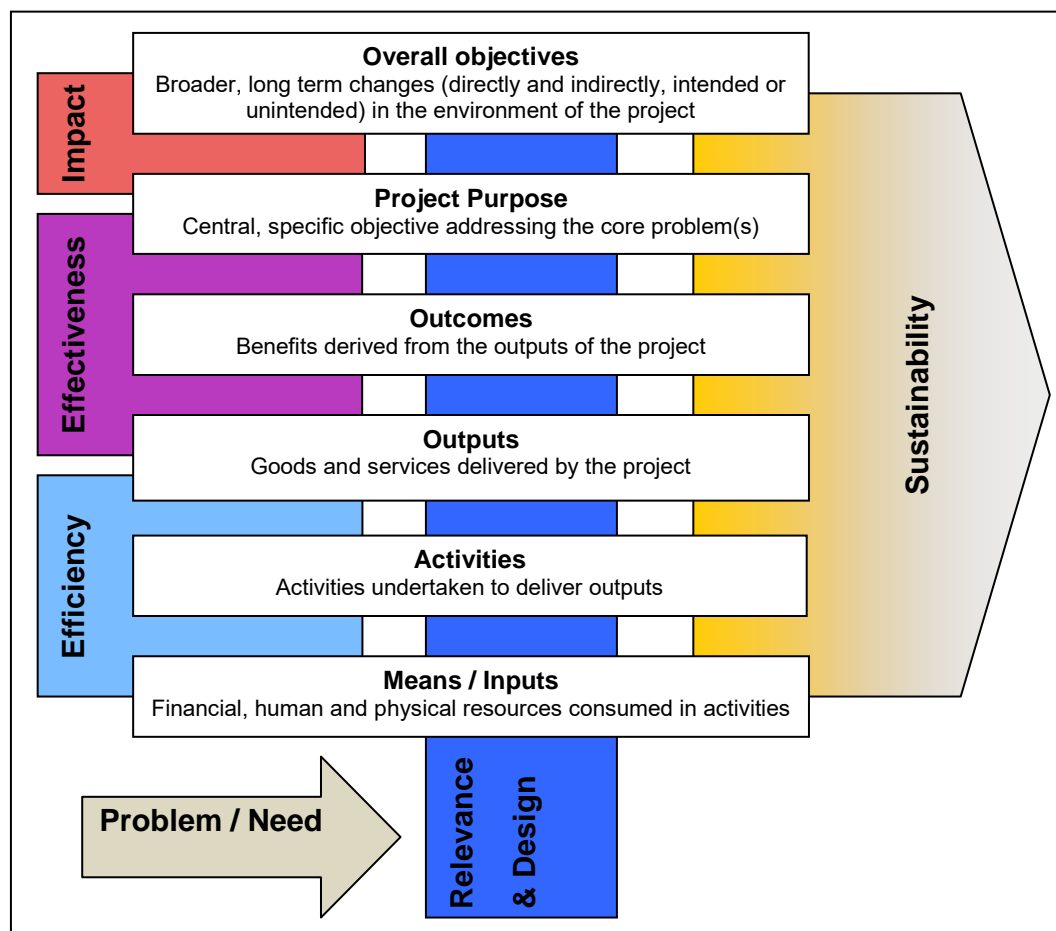 Overall objectives
Broader, long term changes (directly and indirectly, intended or
unintended) in the environment of the project
Impact
Project Purpose
Central, specific objective addressing the core problem(s)
Effectiveness
Outcomes
Benefits derived from the outputs of the project
Outputs
Goods and services delivered by the project
Efficiency
Activities
Activities undertaken to deliver outputs
Means / Inputs
Financial, human and physical resources consumed in activities
Sustainability
Problem / Need
Relevance
& Design